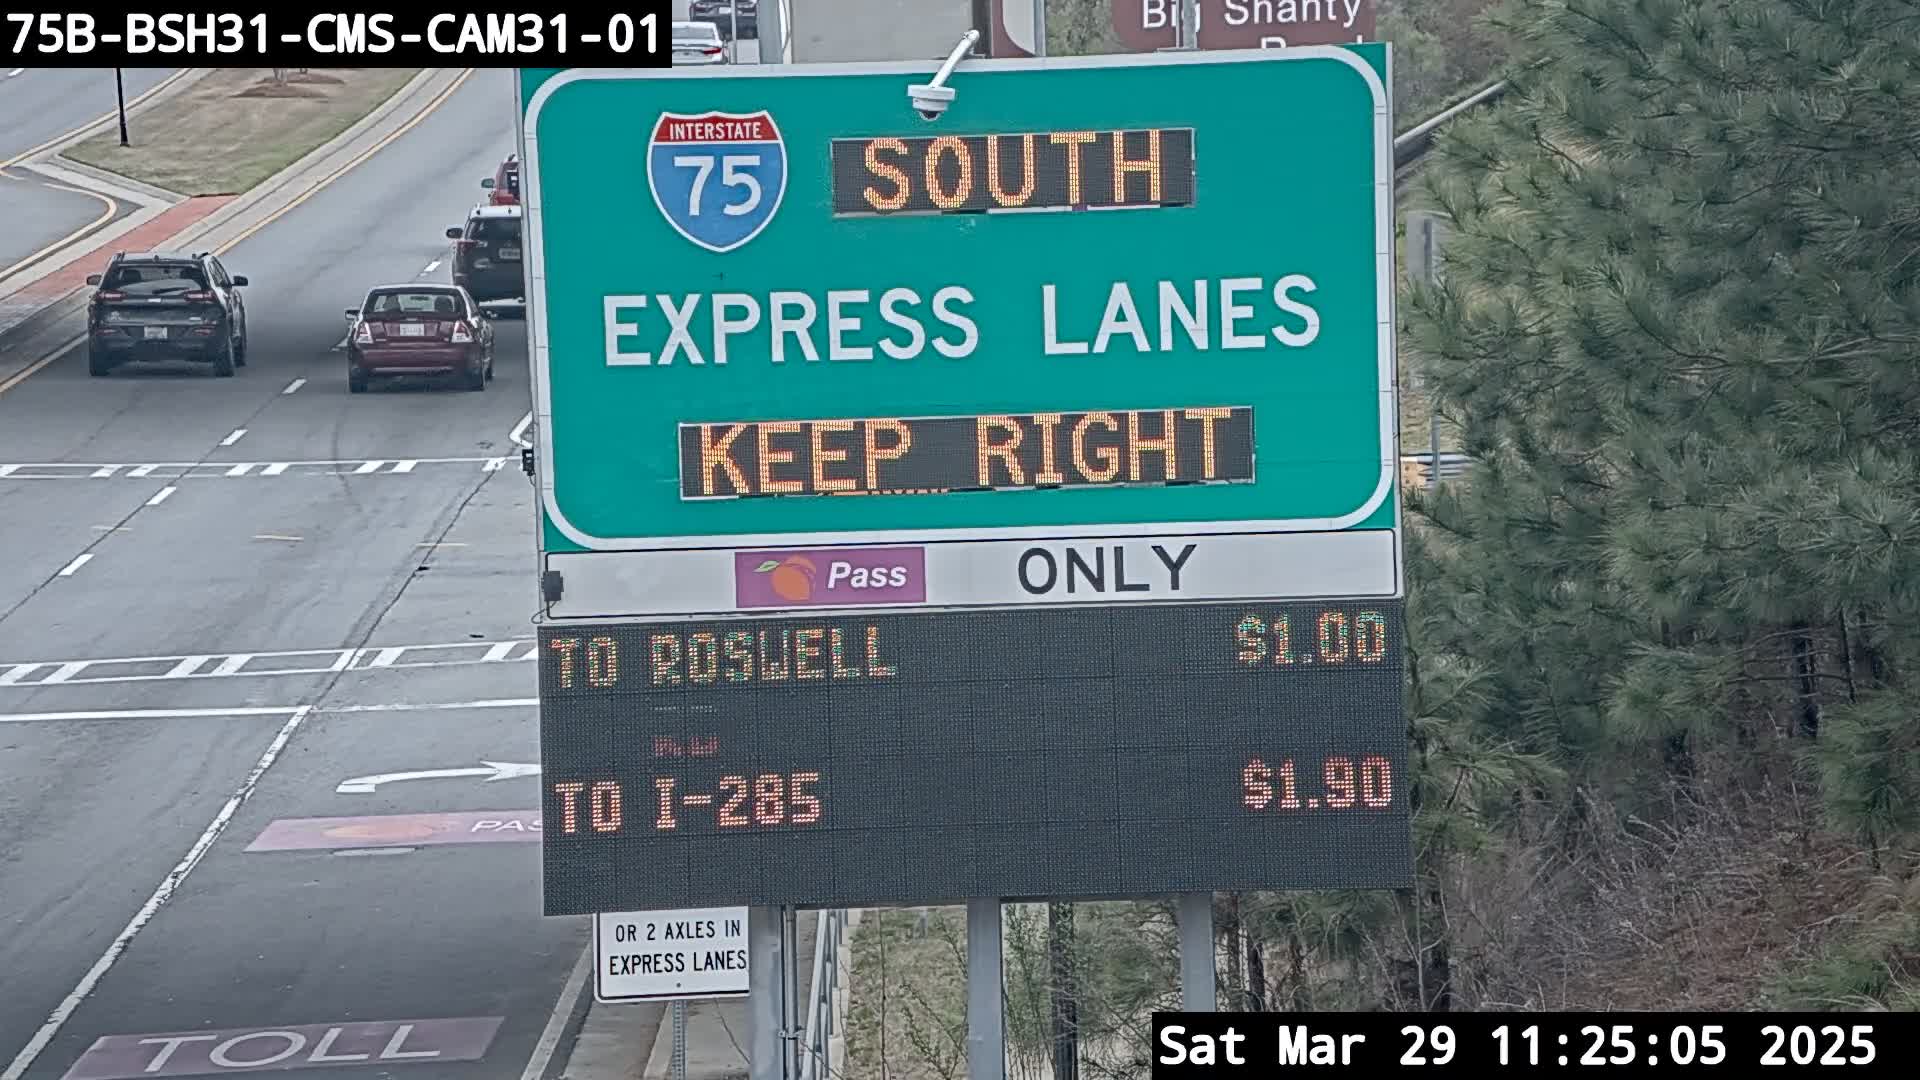 75B-BSH31-CMS-CAM31-01
Big Shanty
INTERSTATE
75
SOUTH
EXPRESS LANES
KEEP RIGHT
Pass ONLY
TO ROSWELL $1.00
TO I-285 $1.90
PAS
OR 2 AXLES IN
EXPRESS LANES
TOLL
Sat Mar 29 11:25:05 2025